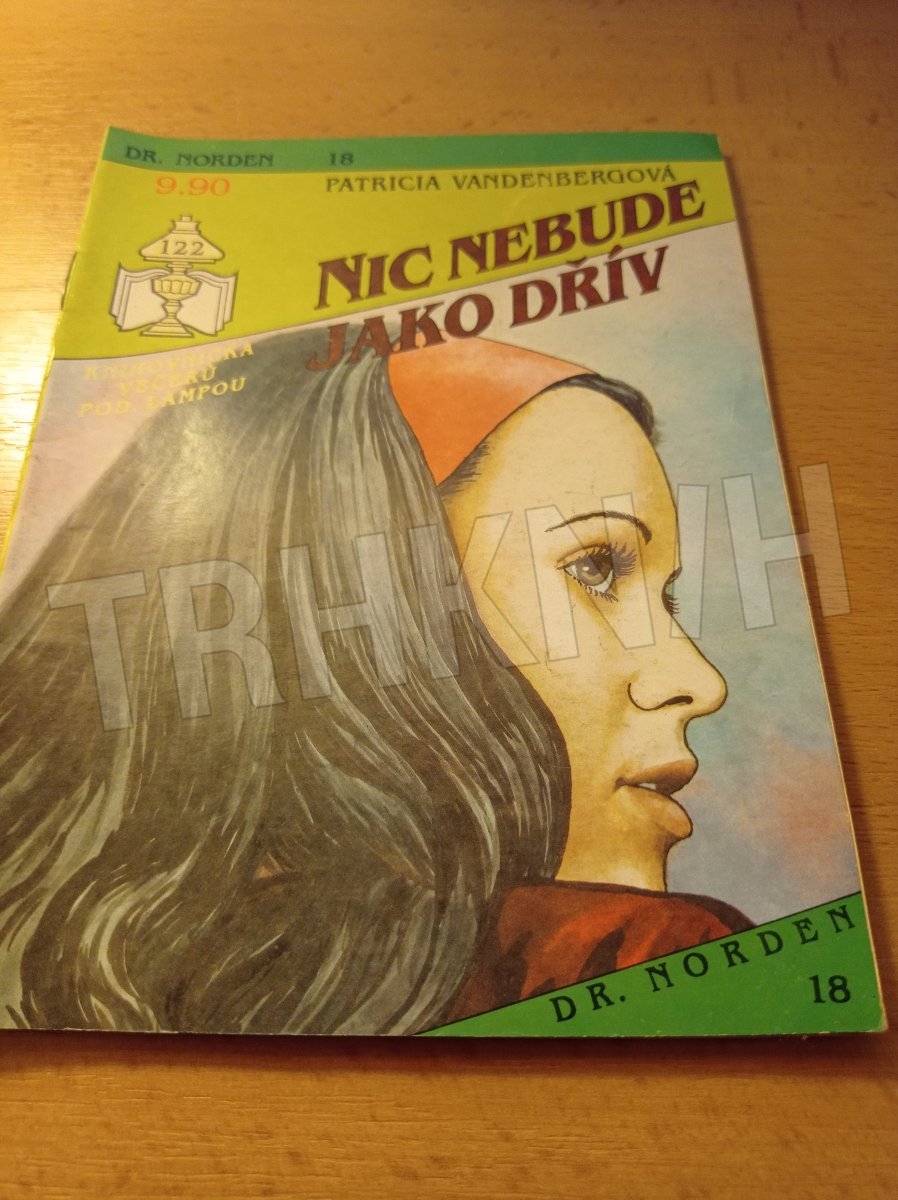 DR. NORDEN 18
9.90
PATRICIA VANDENBERGOVÁ
122
NIC NEBUDE
JAKO DŘÍV
KNIHOVNIČKA
VEČERŮ
POD LAMPOU
TRHKNIH
DR. NORDEN
18